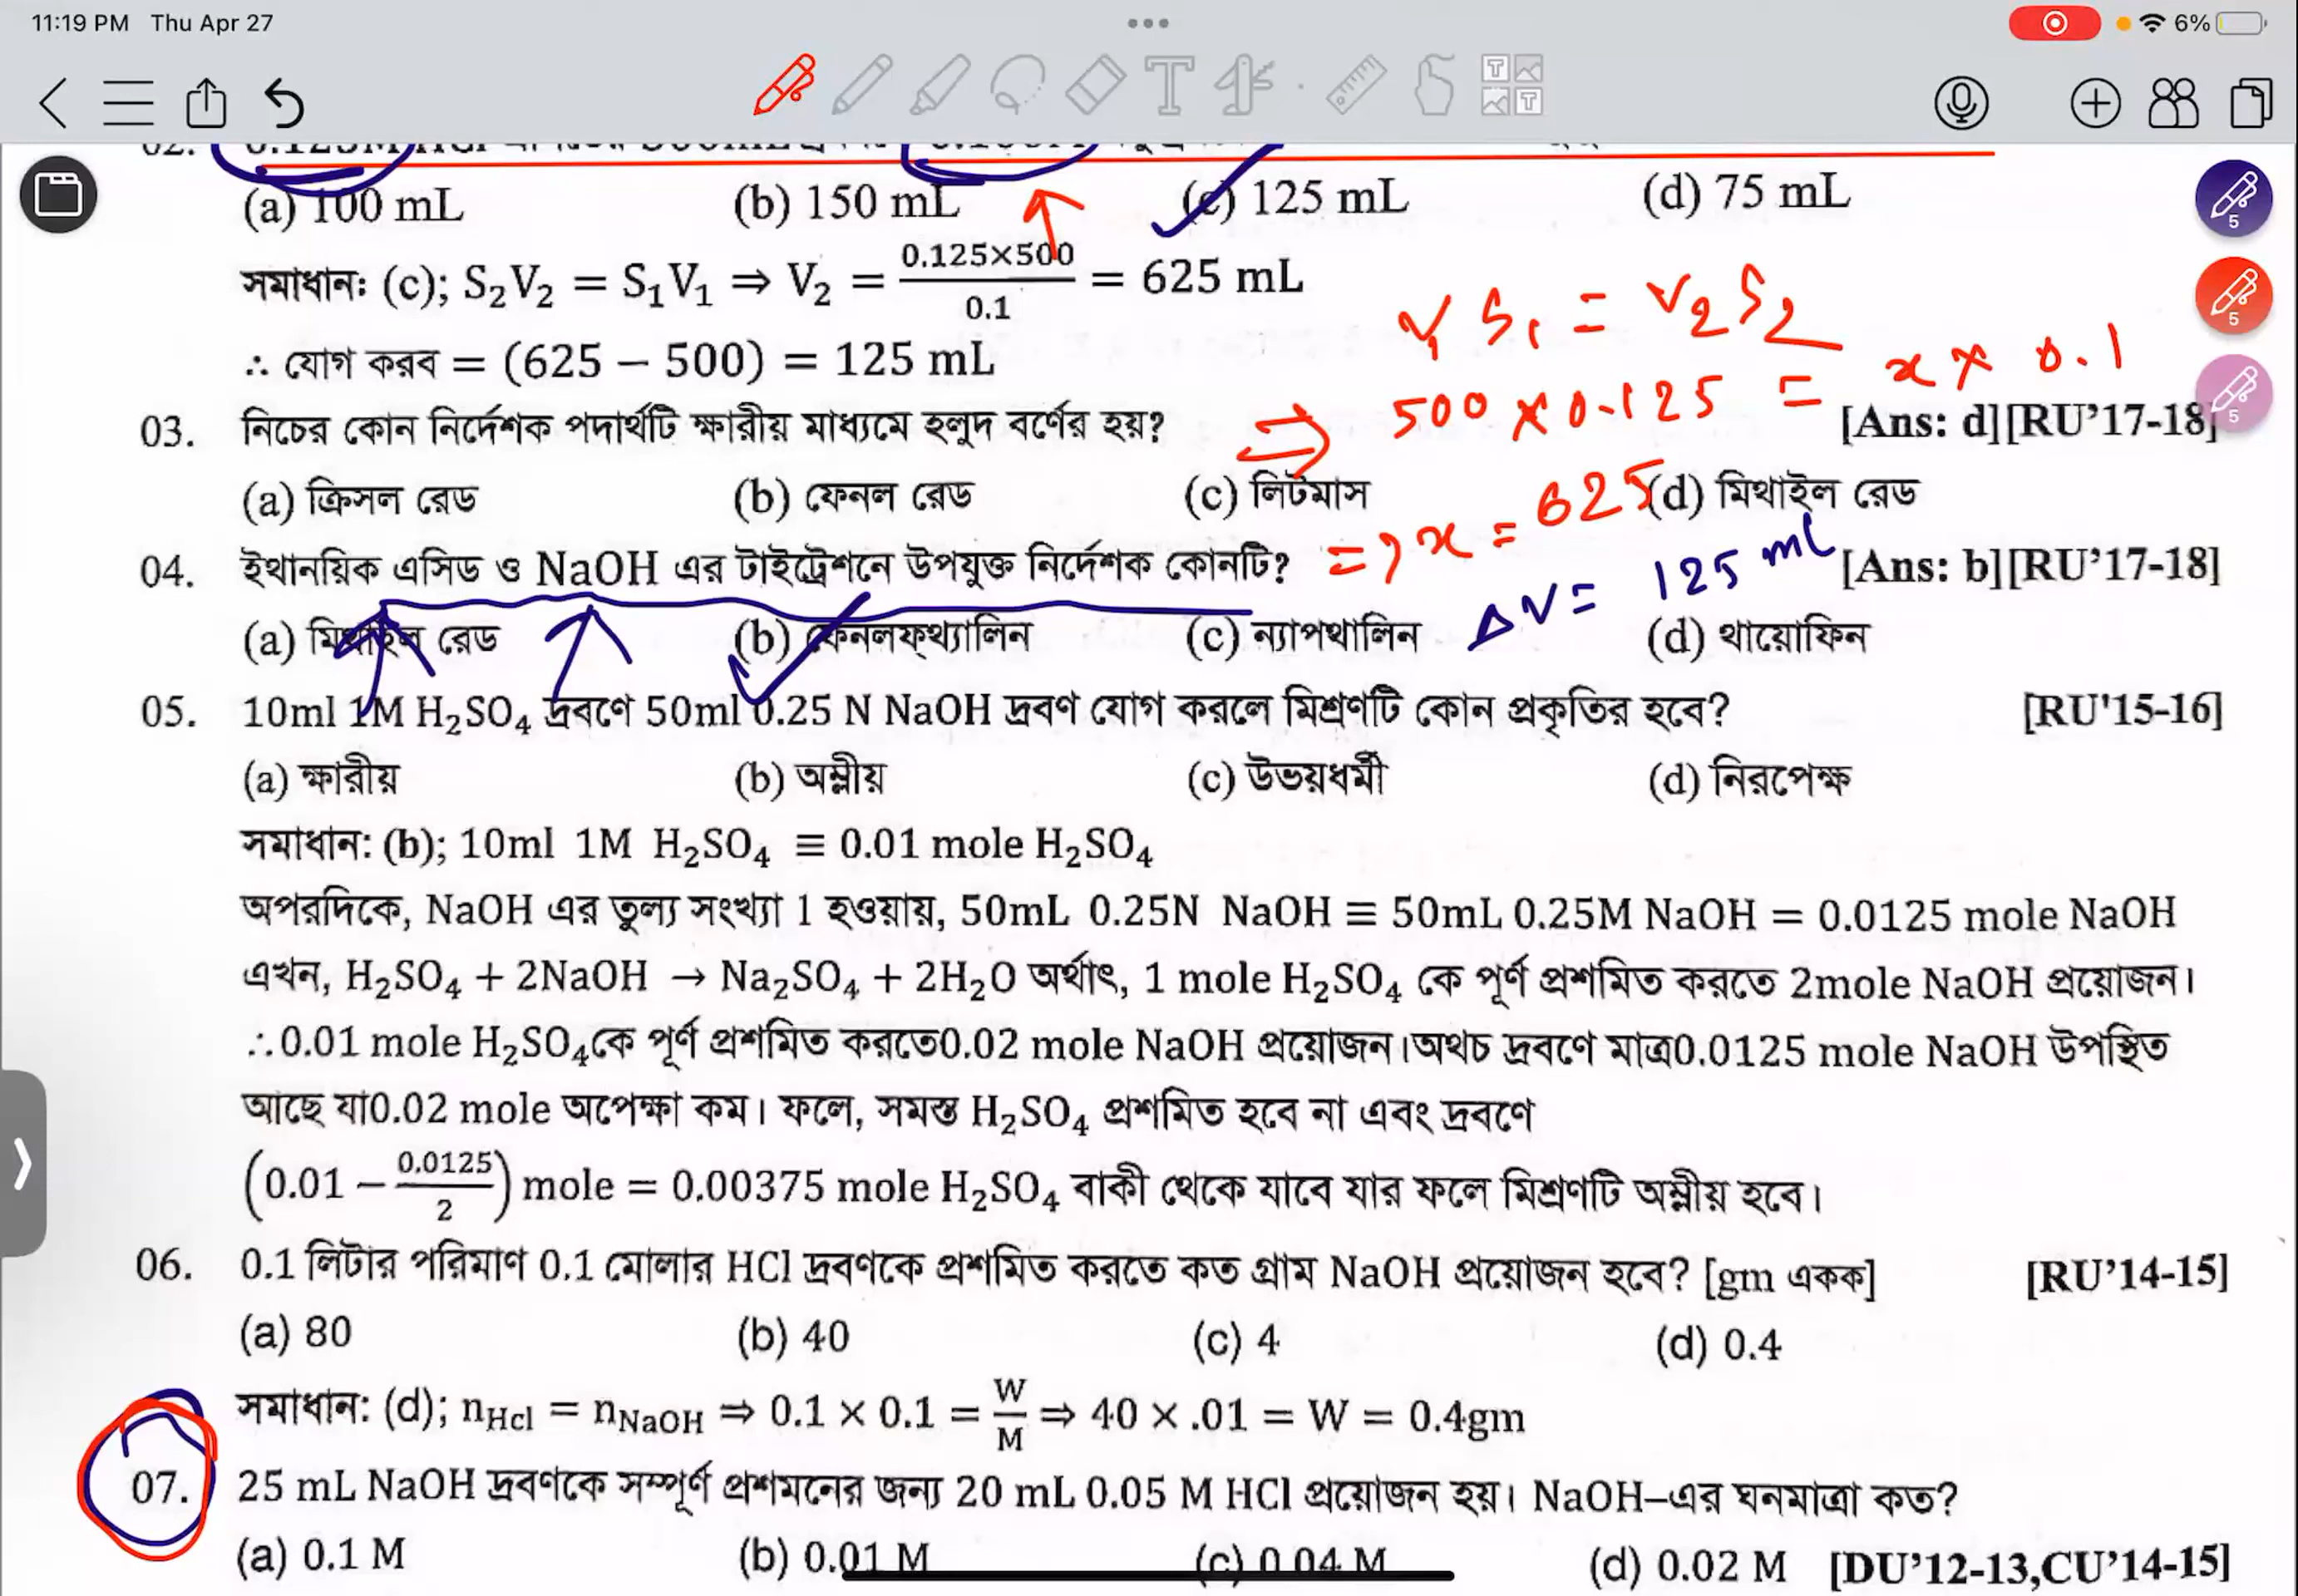 11:19 PM Thu Apr 27
6%
02. 0.125M HCl
(a) 100 mL (b) 150 mL (c) 125 mL (d) 75 mL
সমাধানঃ (c); S₂V₂ = S₁V₁ ⇒ V₂ = 0.125×500/0.1 = 625 mL
V₁ S₁ = V₂ S₂
∴ যোগ করব = (625 − 500) = 125 mL
⇒ 500 × 0.125 = x × 0.1
03. নিচের কোন নির্দেশক পদার্থটি ক্ষারীয় মাধ্যমে হলুদ বর্ণের হয়? [Ans: d][RU’17-18]
(a) ক্রিসল রেড (b) ফেনল রেড (c) লিটমাস (d) মিথাইল রেড
=> x = 625
04. ইথানয়িক এসিড ও NaOH এর টাইট্রেশনে উপযুক্ত নির্দেশক কোনটি? [Ans: b][RU’17-18]
ΔV = 125 ml
(a) মিথাইল রেড (b) ফেনলফ্থ্যালিন (c) ন্যাপথালিন (d) থায়োফিন
05. 10ml 1M H₂SO₄ দ্রবণে 50ml 0.25 N NaOH দ্রবণ যোগ করলে মিশ্রণটি কোন প্রকৃতির হবে? [RU'15-16]
(a) ক্ষারীয় (b) অম্লীয় (c) উভয়ধর্মী (d) নিরপেক্ষ
সমাধান: (b); 10ml 1M H₂SO₄ ≡ 0.01 mole H₂SO₄
অপরদিকে, NaOH এর তুল্য সংখ্যা 1 হওয়ায়, 50mL 0.25N NaOH ≡ 50mL 0.25M NaOH = 0.0125 mole NaOH
এখন, H₂SO₄ + 2NaOH → Na₂SO₄ + 2H₂O অর্থাৎ, 1 mole H₂SO₄ কে পূর্ণ প্রশমিত করতে 2mole NaOH প্রয়োজন।
∴0.01 mole H₂SO₄কে পূর্ণ প্রশমিত করতে0.02 mole NaOH প্রয়োজন।অথচ দ্রবণে মাত্র0.0125 mole NaOH উপস্থিত
আছে যা0.02 mole অপেক্ষা কম। ফলে, সমস্ত H₂SO₄ প্রশমিত হবে না এবং দ্রবণে
(0.01 − 0.0125/2) mole = 0.00375 mole H₂SO₄ বাকী থেকে যাবে যার ফলে মিশ্রণটি অম্লীয় হবে।
06. 0.1 লিটার পরিমাণ 0.1 মোলার HCl দ্রবণকে প্রশমিত করতে কত গ্রাম NaOH প্রয়োজন হবে? [gm একক] [RU’14-15]
(a) 80 (b) 40 (c) 4 (d) 0.4
সমাধান: (d); nHcl = nNaOH ⇒ 0.1 × 0.1 = W/M ⇒ 40 × .01 = W = 0.4gm
07. 25 mL NaOH দ্রবণকে সম্পূর্ণ প্রশমনের জন্য 20 mL 0.05 M HCl প্রয়োজন হয়। NaOH–এর ঘনমাত্রা কত?
(a) 0.1 M (b) 0.01 M (c) 0.04 M (d) 0.02 M [DU’12-13,CU’14-15]